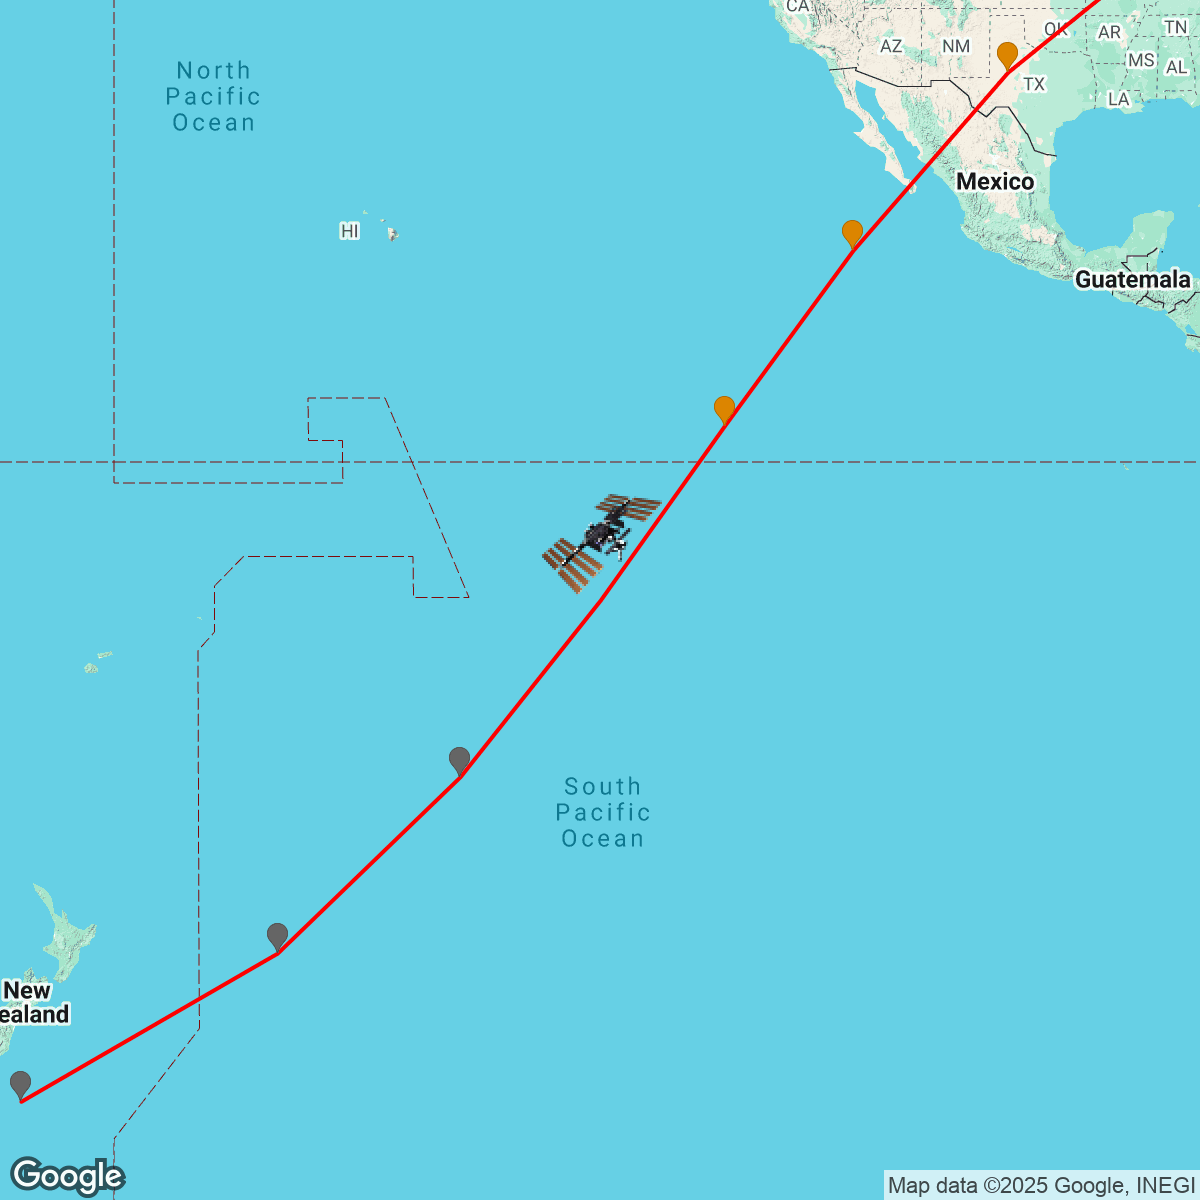 CA
OK
AR
TN
AZ
NM
MS
AL
TX
LA
North
Pacific
Ocean
Mexico
HI
Guatemala
South
Pacific
Ocean
New
ealand
Google
Map data ©2025 Google, INEGI